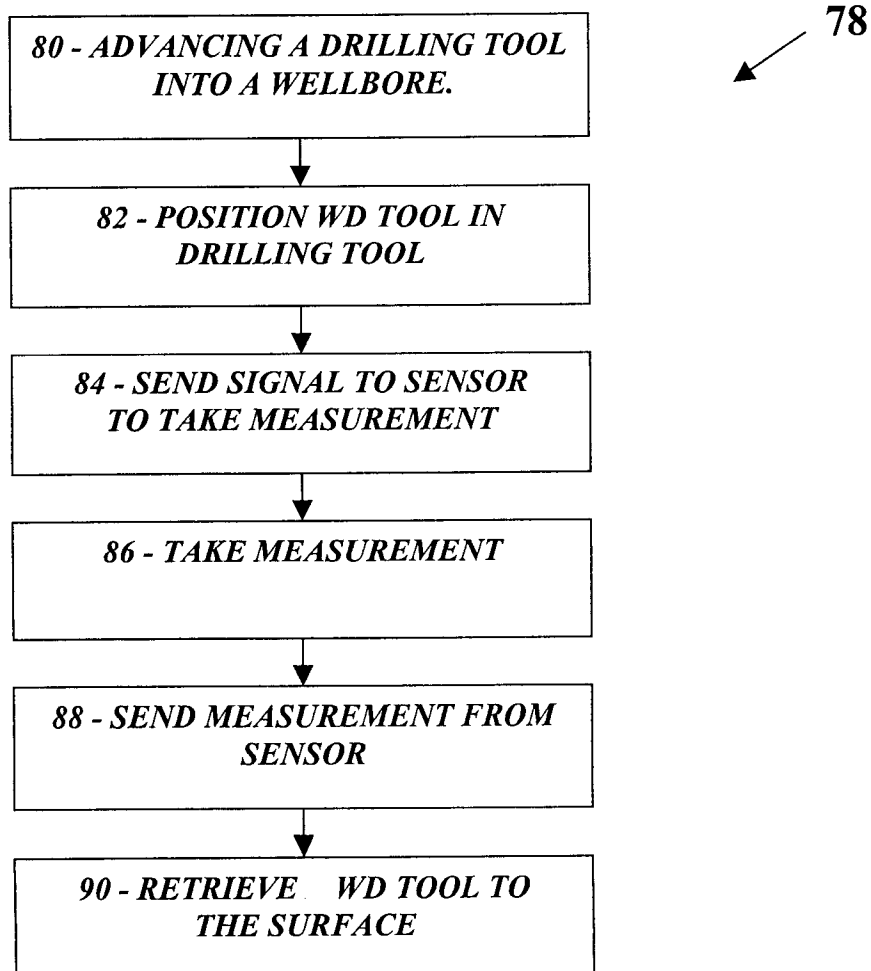 78
80 - ADVANCING A DRILLING TOOL
INTO A WELLBORE.
82 - POSITION WD TOOL IN
DRILLING TOOL
84 - SEND SIGNAL TO SENSOR
TO TAKE MEASUREMENT
86 - TAKE MEASUREMENT
88 - SEND MEASUREMENT FROM
SENSOR
90 - RETRIEVE WD TOOL TO
THE SURFACE